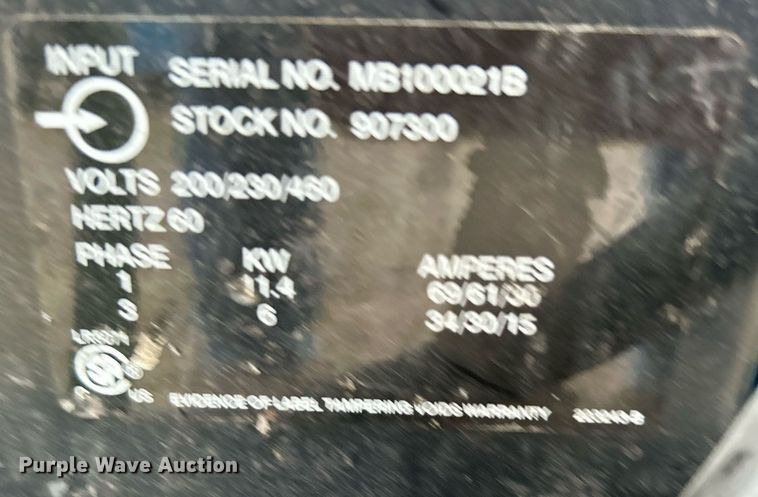 INPUT
SERIAL NO. MB100021B
STOCK NO. 907300
VOLTS 200/230/460
HERTZ 60
PHASE KW AMPERES
1 11.4 69/61/30
3 6 34/30/15
US
EVIDENCE OF LABEL TAMPERING VOIDS WARRANTY
Purple Wave Auction